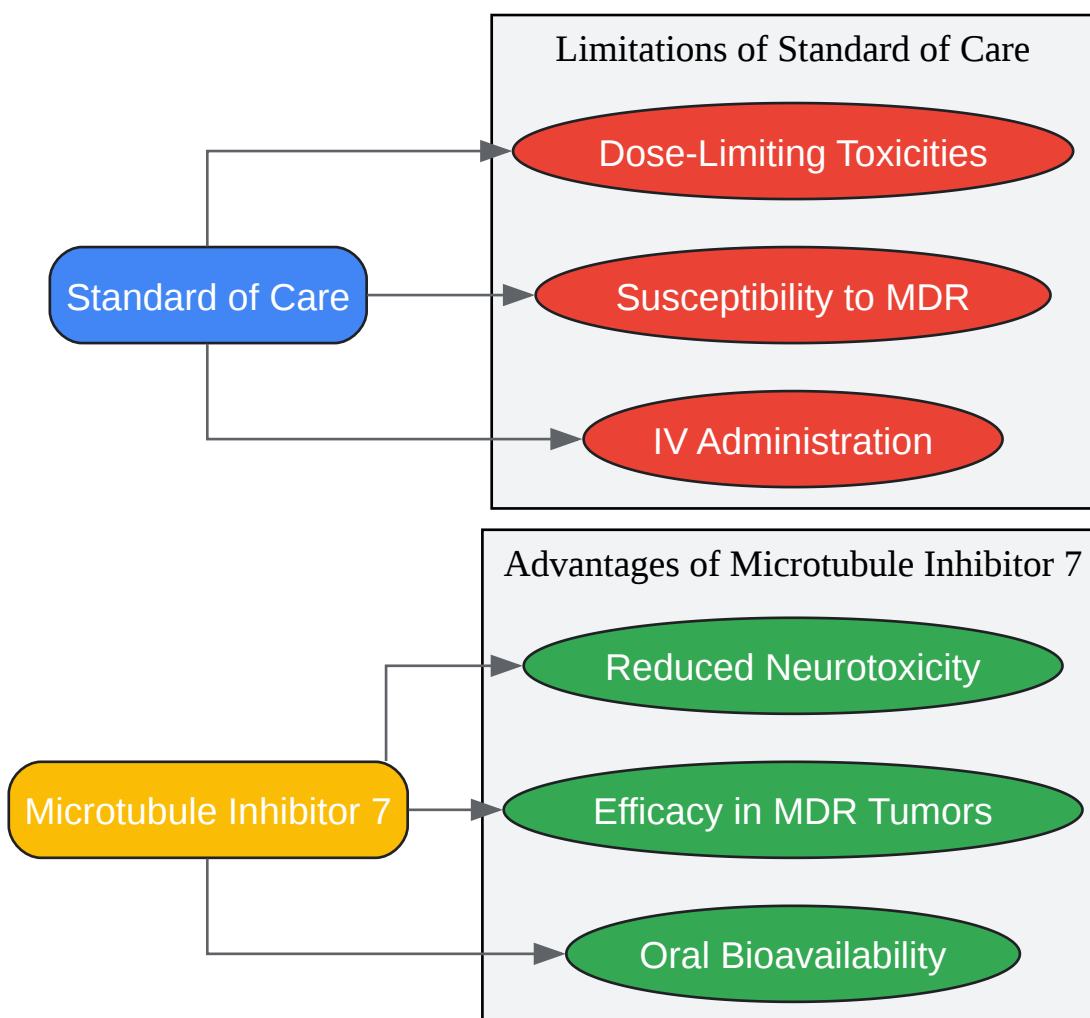 Limitations of Standard of Care
Dose-Limiting Toxicities
Standard of Care
Susceptibility to MDR
IV Administration
Advantages of Microtubule Inhibitor 7
Reduced Neurotoxicity
Microtubule Inhibitor 7
Efficacy in MDR Tumors
Oral Bioavailability